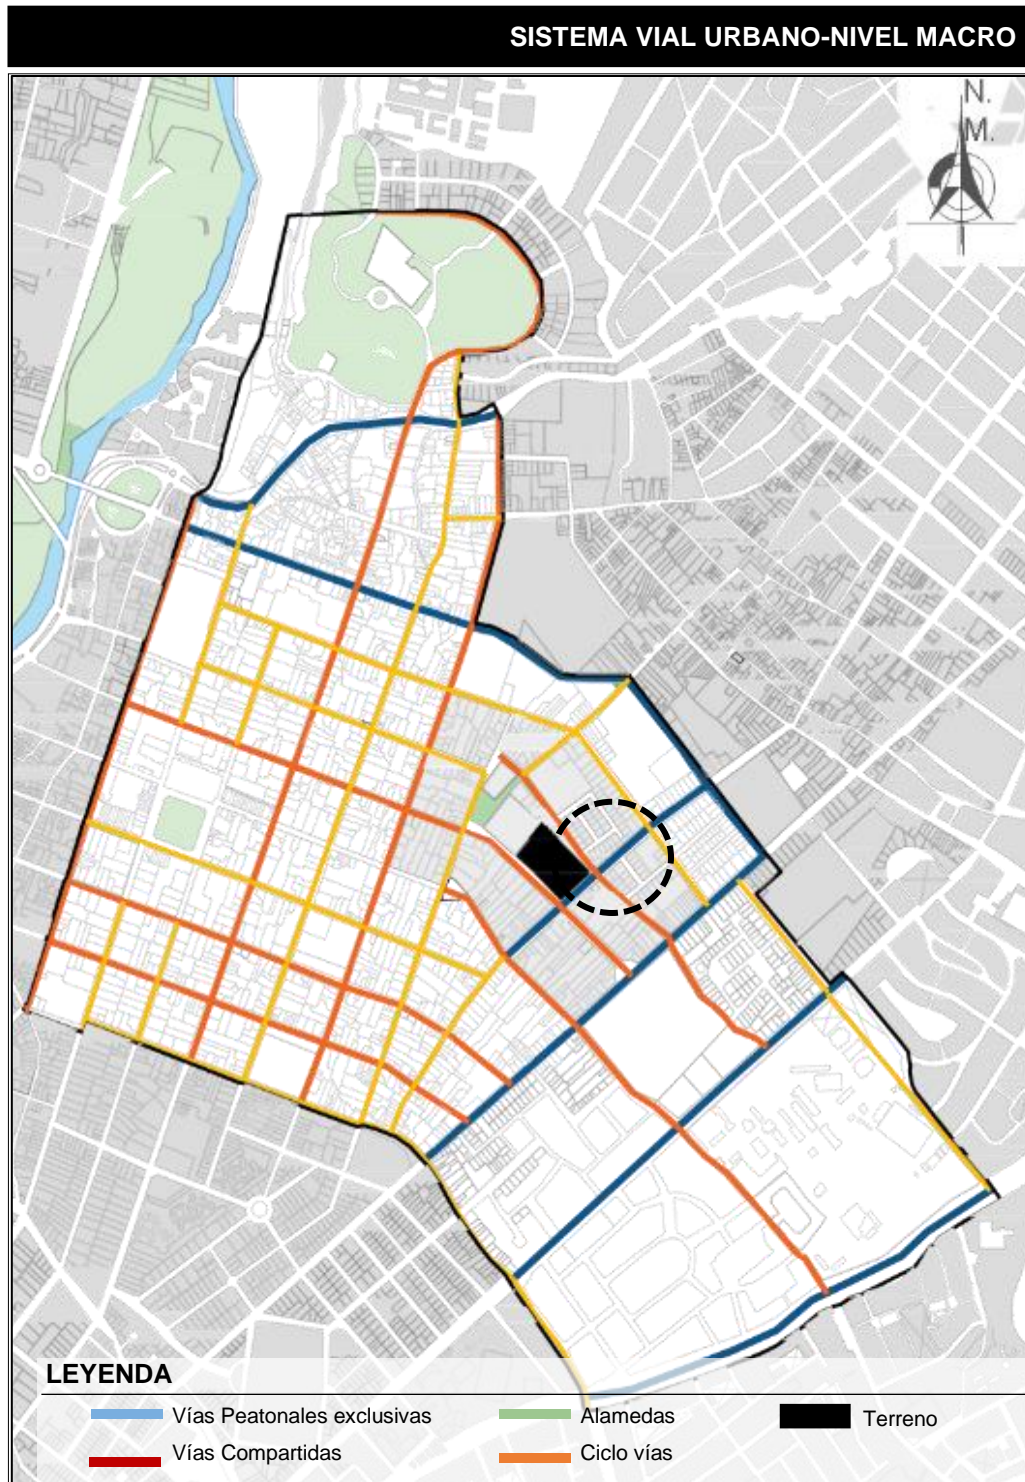 SISTEMA VIAL URBANO-NIVEL MACRO
N.
M.
LEYENDA
Vías Peatonales exclusivas
Alamedas
Terreno
Vías Compartidas
Ciclo vías